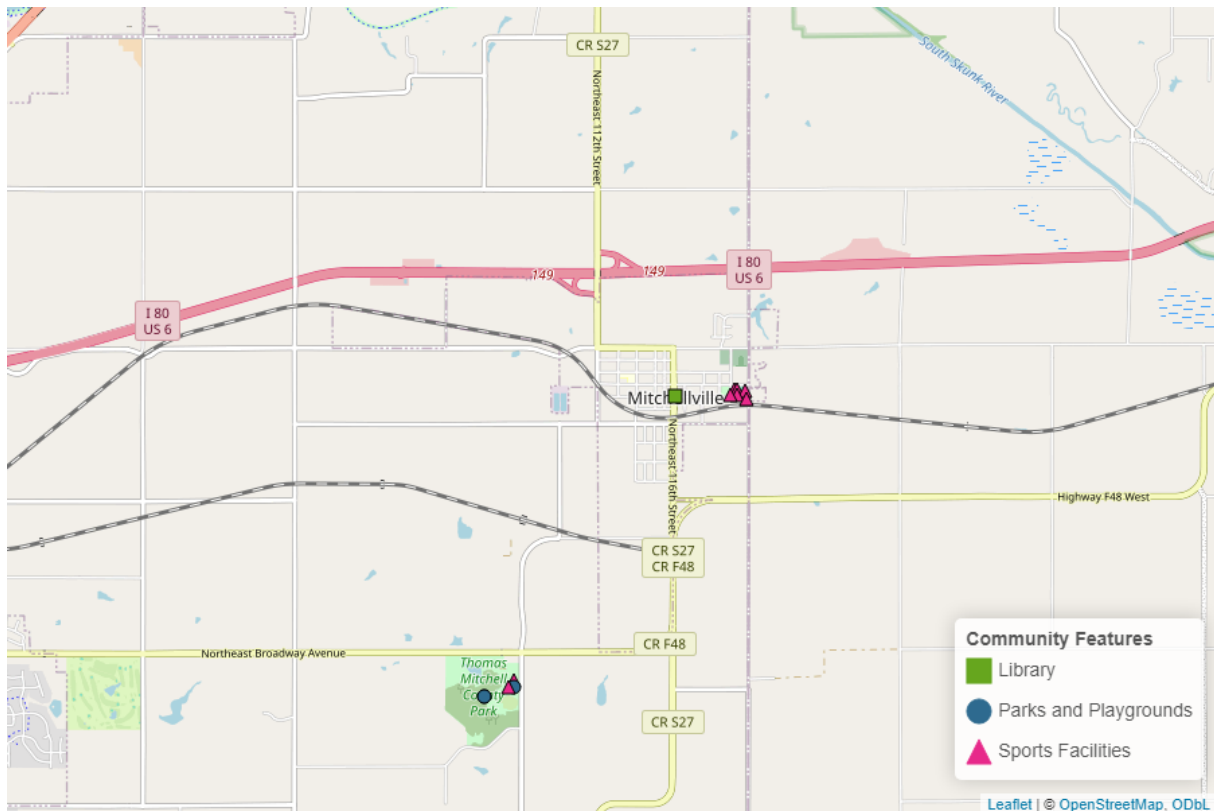 CR S27
Northeast 112th Street
South Skunk River
149
149
I 80
US 6
I 80
US 6
Mitchellville
Northeast 116th Street
Highway F48 West
CR S27
CR F48
CR F48
Northeast Broadway Avenue
Thomas
Mitchell
County
Park
CR S27
Community Features
Library
Parks and Playgrounds
Sports Facilities
Leaflet | © OpenStreetMap, ODbL